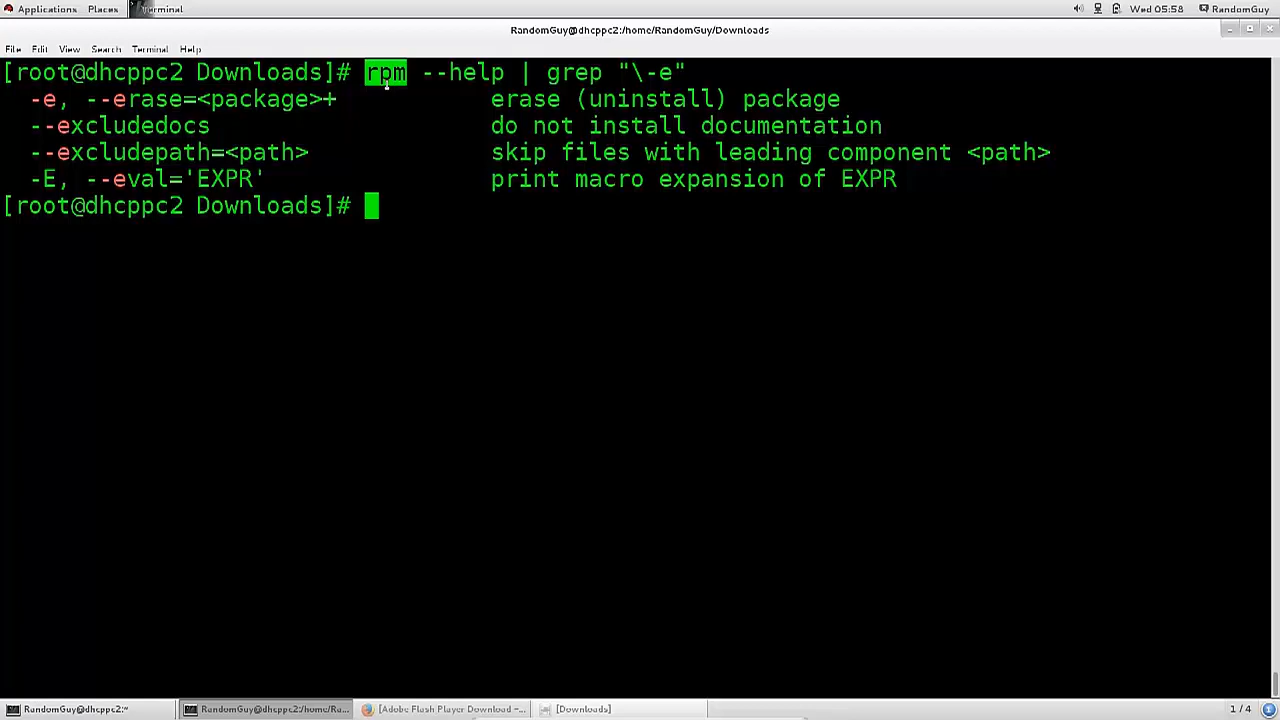 Applications Places Terminal Wed 05:58 RandomGuy
RandomGuy@dhcppc2:/home/RandomGuy/Downloads
File Edit View Search Terminal Help
[root@dhcppc2 Downloads]# rpm --help | grep "\-e"
-e, --erase=<package>+ erase (uninstall) package
--excludedocs do not install documentation
--excludepath=<path> skip files with leading component <path>
-E, --eval='EXPR' print macro expansion of EXPR
[root@dhcppc2 Downloads]#
RandomGuy@dhcppc2:~ RandomGuy@dhcppc2:/home/Ra... [Adobe Flash Player Download –... [Downloads] 1 / 4